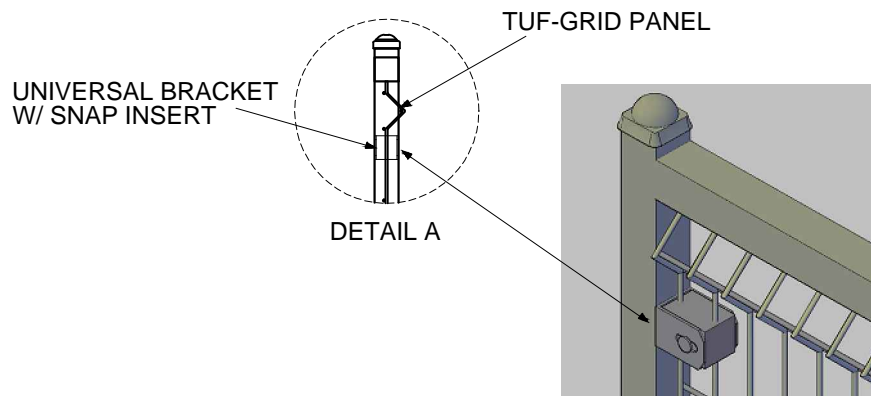 TUF-GRID PANEL
UNIVERSAL BRACKET
W/ SNAP INSERT
DETAIL A